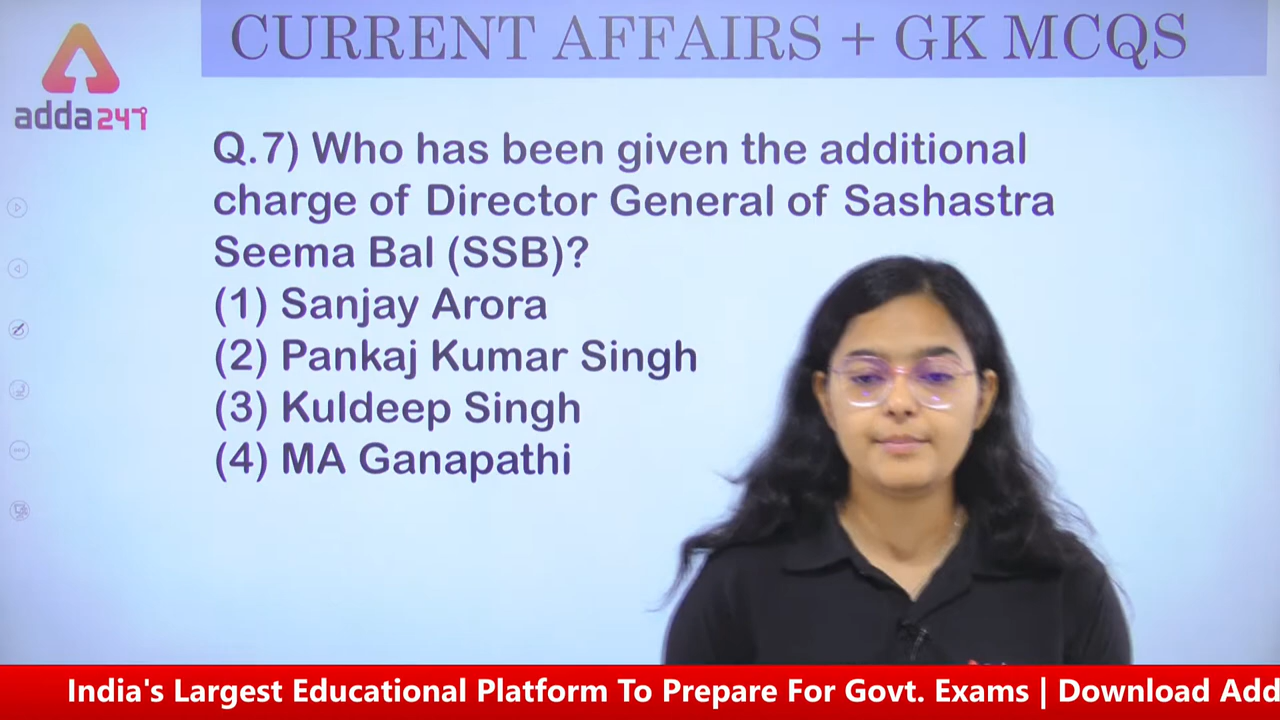 CURRENT AFFAIRS + GK MCQS
adda247
Q.7) Who has been given the additional
charge of Director General of Sashastra
Seema Bal (SSB)?
(1) Sanjay Arora
(2) Pankaj Kumar Singh
(3) Kuldeep Singh
(4) MA Ganapathi
India's Largest Educational Platform To Prepare For Govt. Exams | Download Add